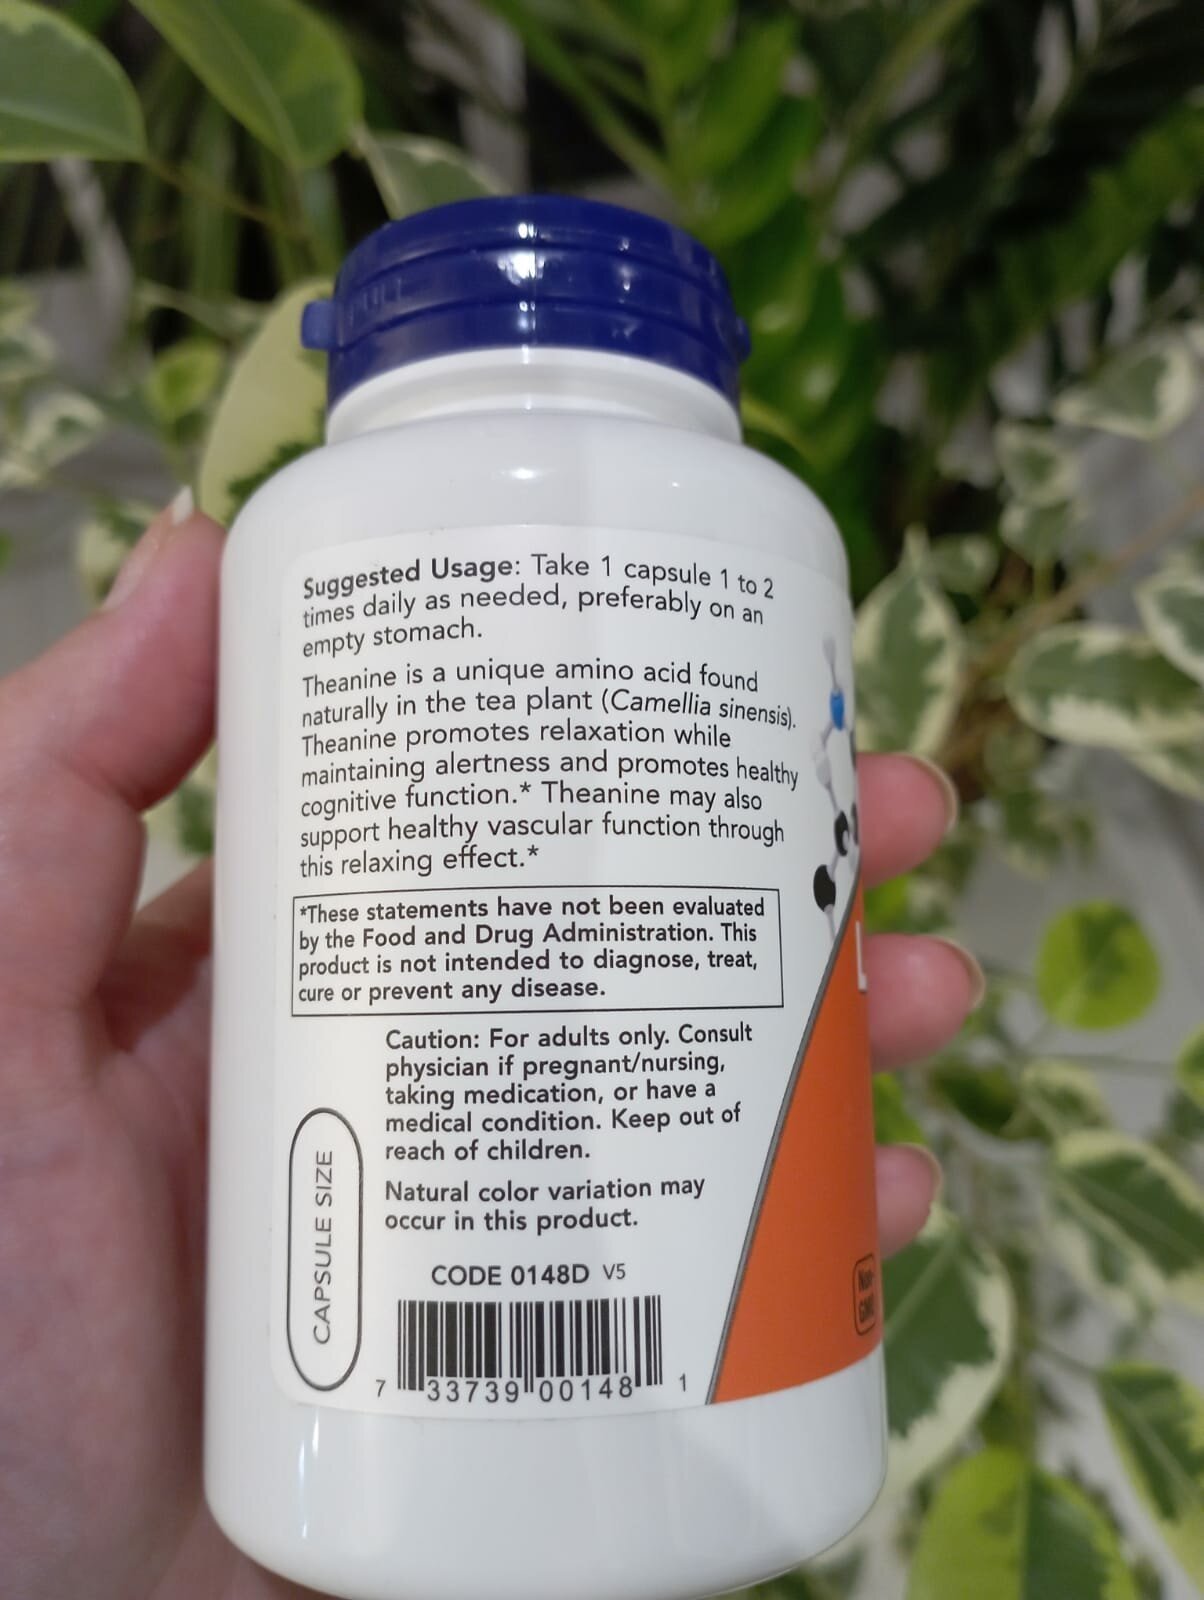 Suggested Usage: Take 1 capsule 1 to 2
times daily as needed, preferably on an
empty stomach.
Theanine is a unique amino acid found
naturally in the tea plant (Camellia sinensis).
Theanine promotes relaxation while
maintaining alertness and promotes healthy
cognitive function.* Theanine may also
support healthy vascular function through
this relaxing effect.*
*These statements have not been evaluated
by the Food and Drug Administration. This
product is not intended to diagnose, treat,
cure or prevent any disease.
Caution: For adults only. Consult
physician if pregnant/nursing,
taking medication, or have a
medical condition. Keep out of
reach of children.
Natural color variation may
occur in this product.
CAPSULE SIZE
CODE 0148D V5
7 33739 00148 1
L
Non-
GMO